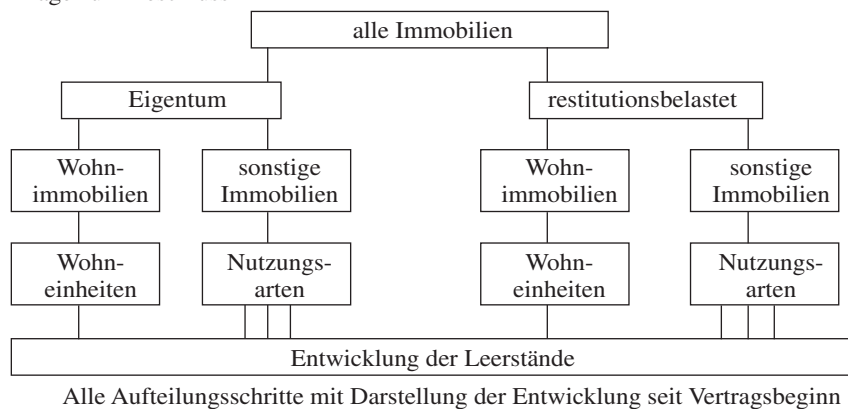 alle Immobilien
Eigentum
restitutionsbelastet
Wohn-
immobilien
sonstige
Immobilien
Wohn-
immobilien
sonstige
Immobilien
Wohn-
einheiten
Nutzungs-
arten
Wohn-
einheiten
Nutzungs-
arten
Entwicklung der Leerstände
Alle Aufteilungsschritte mit Darstellung der Entwicklung seit Vertragsbeginn